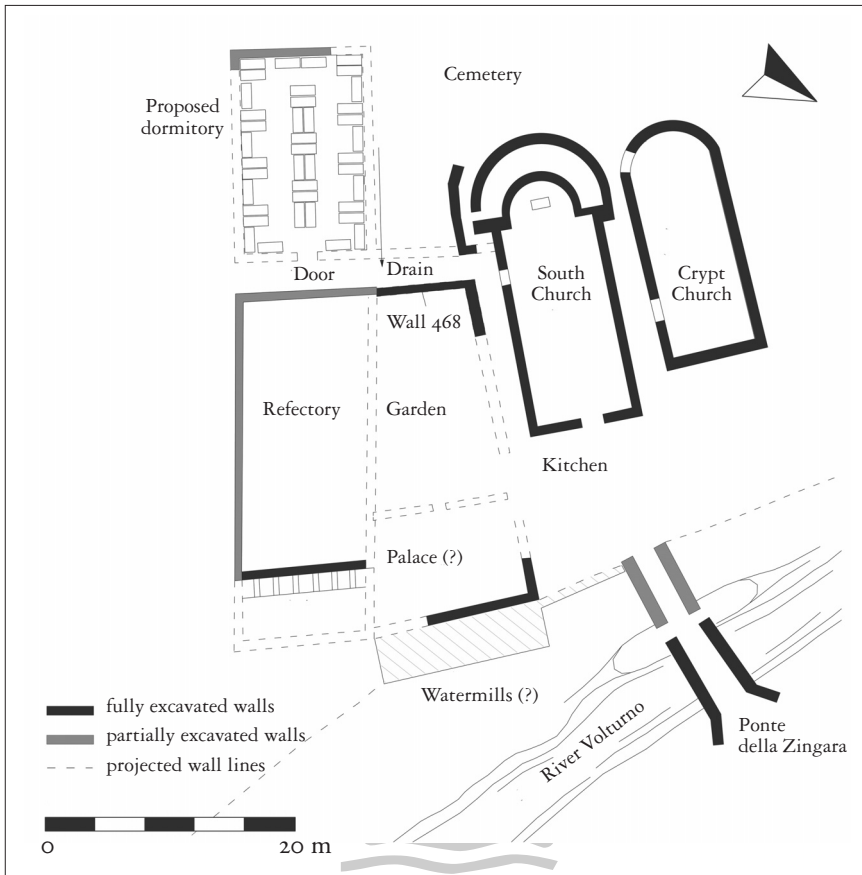 Cemetery
Proposed
dormitory
Door
Drain
Wall 468
South
Church
Crypt
Church
Refectory
Garden
Kitchen
Palace (?)
Watermills (?)
River Volturno
Ponte
della Zingara
fully excavated walls
partially excavated walls
projected wall lines
0
20 m